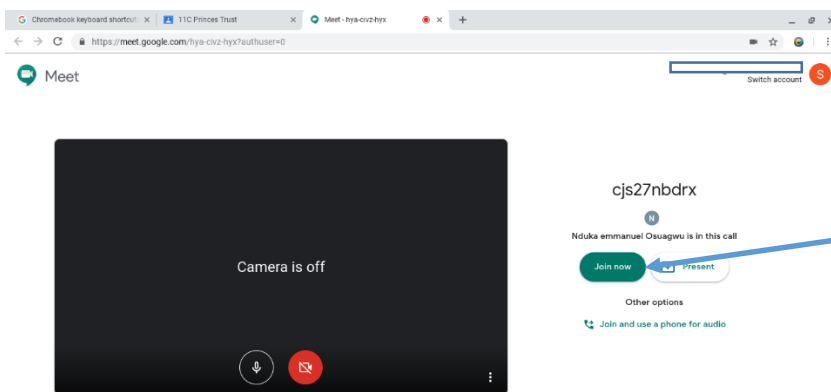 Chromebook keyboard shortcut
11C Princes Trust
Meet - hya-civz-hyx
https://meet.google.com/hya-civz-hyx?authuser=0
Meet
Switch account
S
Camera is off
cjs27nbdrx
N
Nduka emmanuel Osuagwu is in this call
Join now
Present
Other options
Join and use a phone for audio